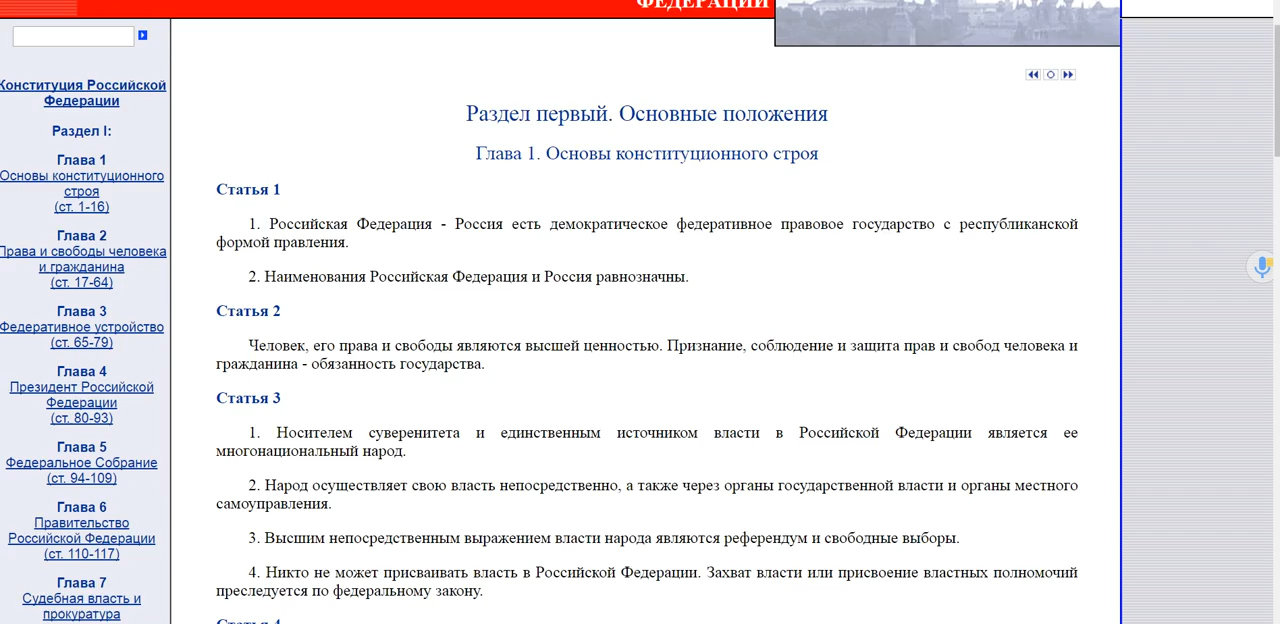 ФЕДЕРАЦИИ
Конституция Российской
Федерации
Раздел I:
Глава 1
Основы конституционного
строя
(ст. 1-16)
Глава 2
Права и свободы человека
и гражданина
(ст. 17-64)
Глава 3
Федеративное устройство
(ст. 65-79)
Глава 4
Президент Российской
Федерации
(ст. 80-93)
Глава 5
Федеральное Собрание
(ст. 94-109)
Глава 6
Правительство
Российской Федерации
(ст. 110-117)
Глава 7
Судебная власть и
прокуратура
Раздел первый. Основные положения
Глава 1. Основы конституционного строя
Статья 1
1. Российская Федерация - Россия есть демократическое федеративное правовое государство с республиканской
формой правления.
2. Наименования Российская Федерация и Россия равнозначны.
Статья 2
Человек, его права и свободы являются высшей ценностью. Признание, соблюдение и защита прав и свобод человека и
гражданина - обязанность государства.
Статья 3
1. Носителем суверенитета и единственным источником власти в Российской Федерации является ее
многонациональный народ.
2. Народ осуществляет свою власть непосредственно, а также через органы государственной власти и органы местного
самоуправления.
3. Высшим непосредственным выражением власти народа являются референдум и свободные выборы.
4. Никто не может присваивать власть в Российской Федерации. Захват власти или присвоение властных полномочий
преследуется по федеральному закону.
Статья 4